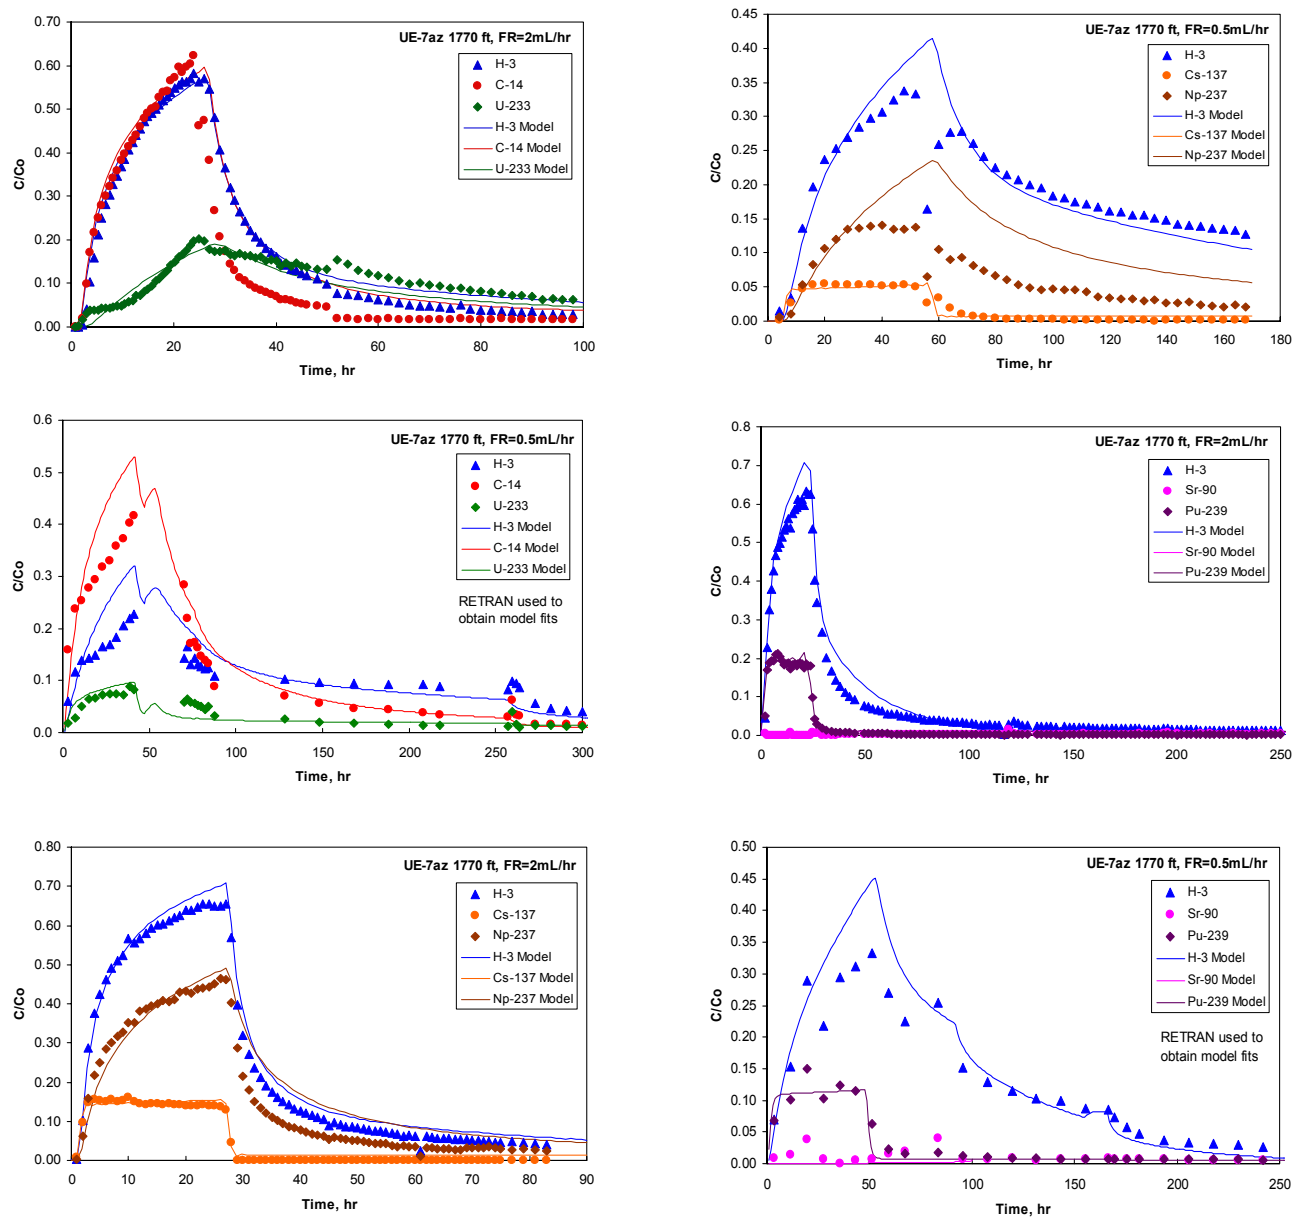 UE-7az 1770 ft, FR=2mL/hr
H-3
C-14
U-233
H-3 Model
C-14 Model
U-233 Model
C/Co
0.70
0.60
0.50
0.40
0.30
0.20
0.10
0.00
0 20 40 60 80 100
Time, hr
UE-7az 1770 ft, FR=0.5mL/hr
H-3
Cs-137
Np-237
H-3 Model
Cs-137 Model
Np-237 Model
C/Co
0.45
0.40
0.35
0.30
0.25
0.20
0.15
0.10
0.05
0.00
0 20 40 60 80 100 120 140 160 180
Time, hr
UE-7az 1770 ft, FR=0.5mL/hr
H-3
C-14
U-233
H-3 Model
C-14 Model
U-233 Model
RETRAN used to
obtain model fits
C/Co
0.6
0.5
0.4
0.3
0.2
0.1
0.0
0 50 100 150 200 250 300
Time, hr
UE-7az 1770 ft, FR=2mL/hr
H-3
Sr-90
Pu-239
H-3 Model
Sr-90 Model
Pu-239 Model
C/Co
0.8
0.7
0.6
0.5
0.4
0.3
0.2
0.1
0.0
0 50 100 150 200 250
Time, hr
UE-7az 1770 ft, FR=2mL/hr
H-3
Cs-137
Np-237
H-3 Model
Cs-137 Model
Np-237 Model
C/Co
0.80
0.70
0.60
0.50
0.40
0.30
0.20
0.10
0.00
0 10 20 30 40 50 60 70 80 90
Time, hr
UE-7az 1770 ft, FR=0.5mL/hr
H-3
Sr-90
Pu-239
H-3 Model
Sr-90 Model
Pu-239 Model
RETRAN used to
obtain model fits
C/Co
0.50
0.45
0.40
0.35
0.30
0.25
0.20
0.15
0.10
0.05
0.00
0 50 100 150 200 250
Time, hr